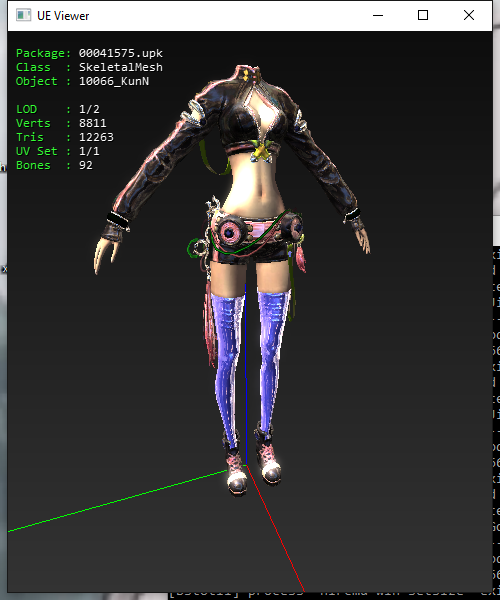 UE Viewer
Package: 00041575.upk
Class : SkeletalMesh
Object : 10066_KunN
LOD : 1/2
Verts : 8811
Tris : 12263
UV Set : 1/1
Bones : 92